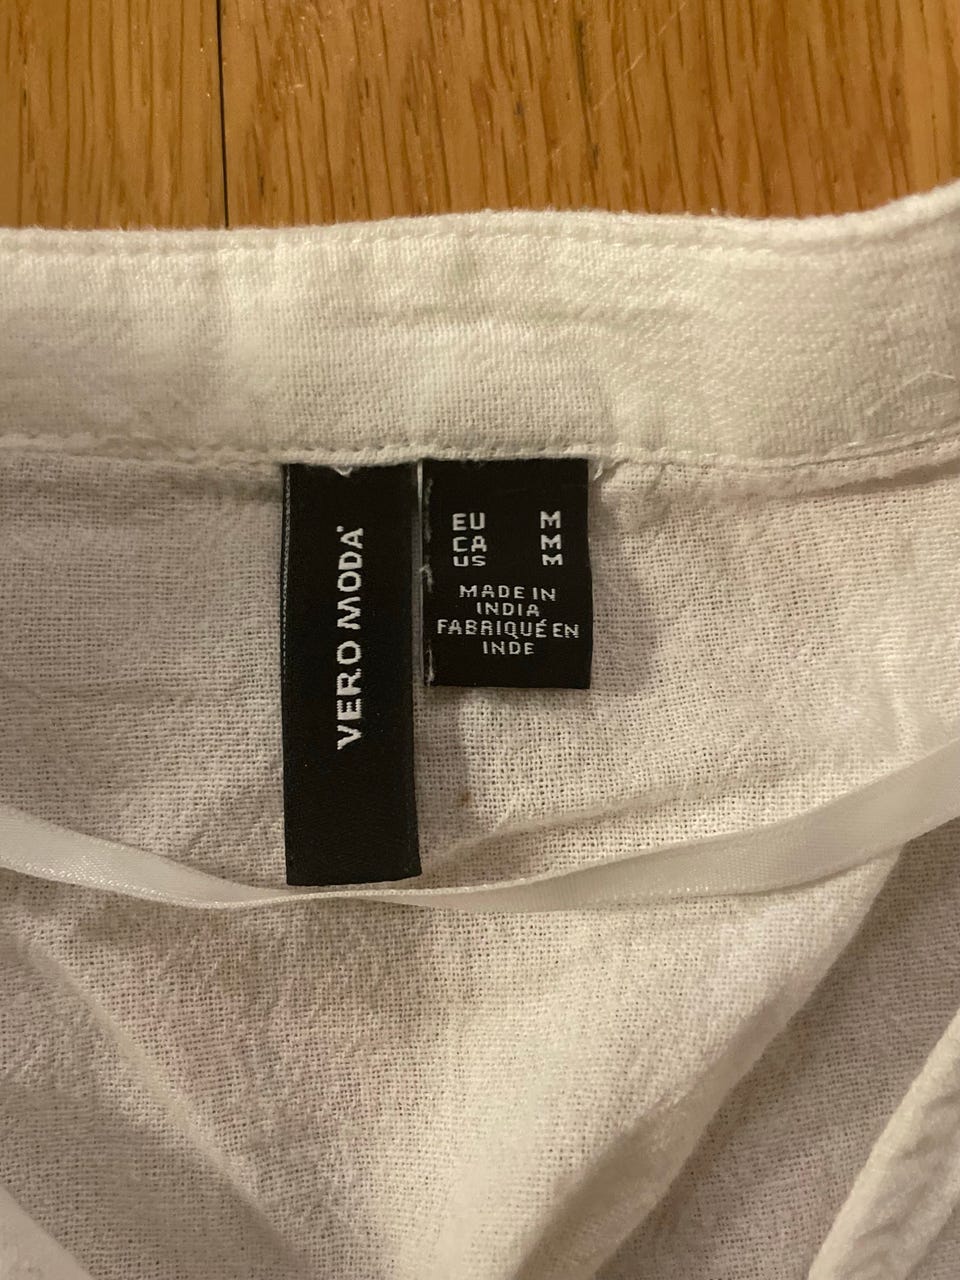 VERO MODA
EU M
CA M
US M
MADE IN
INDIA
FABRIQUÉ EN
INDE